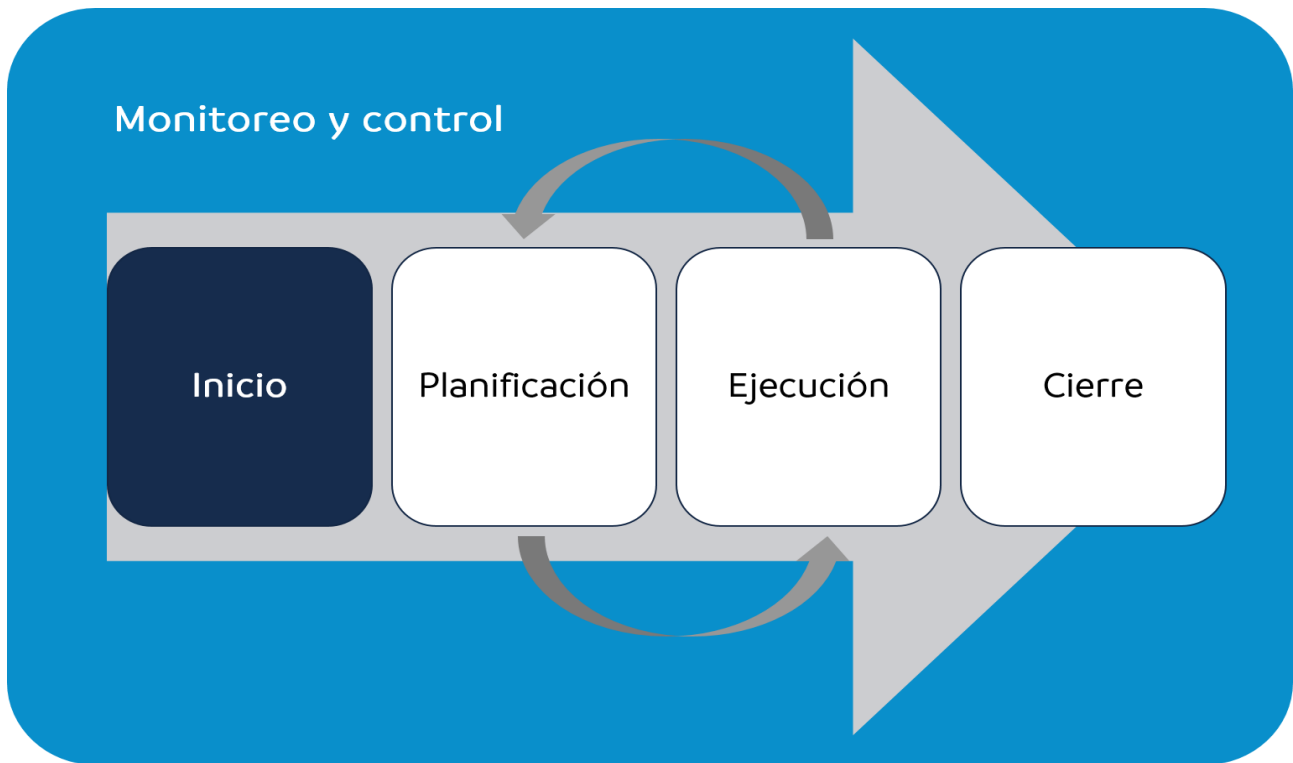 Monitoreo y control
Inicio
Planificación
Ejecución
Cierre